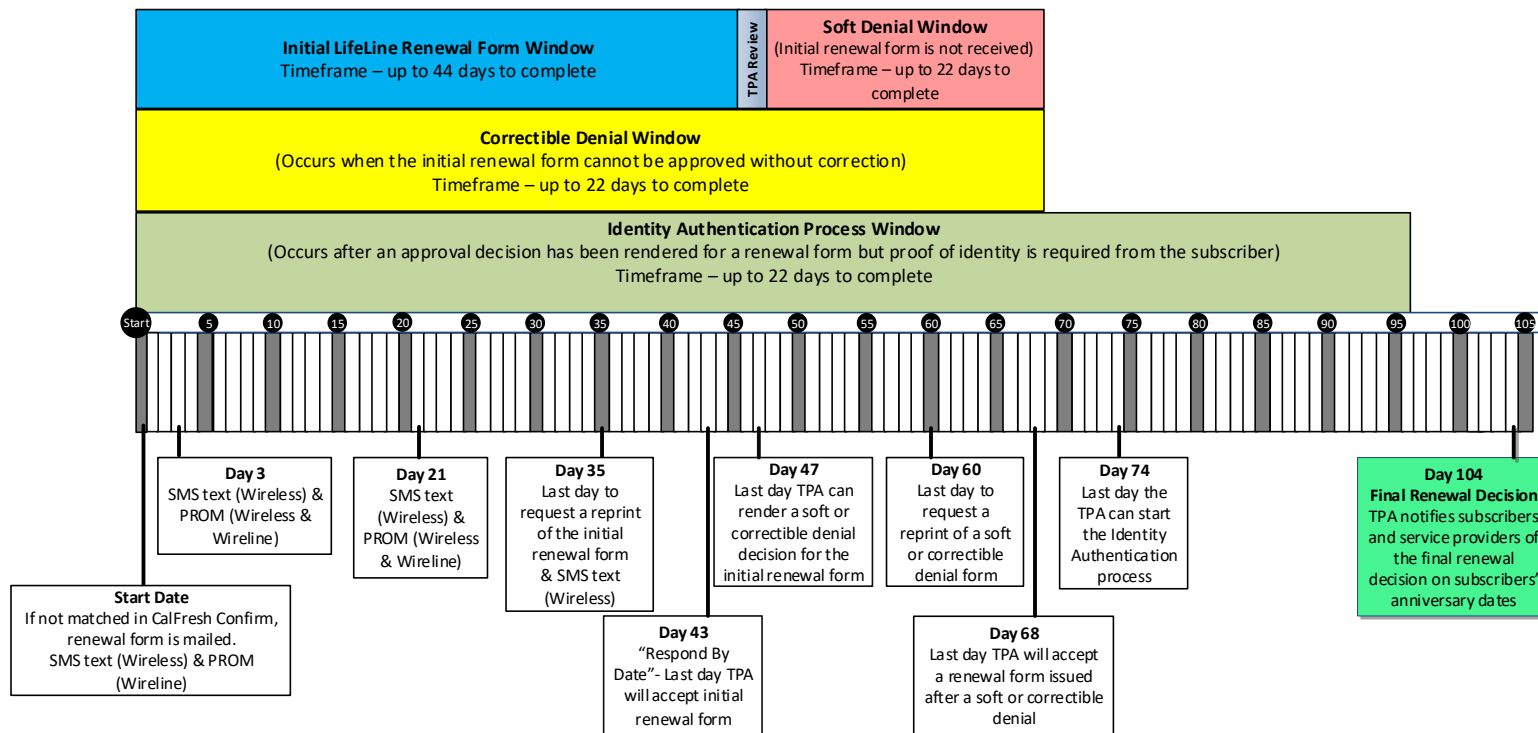 Initial LifeLine Renewal Form Window
Timeframe – up to 44 days to complete
TPA Review
Soft Denial Window
(Initial renewal form is not received)
Timeframe – up to 22 days to
complete
Correctible Denial Window
(Occurs when the initial renewal form cannot be approved without correction)
Timeframe – up to 22 days to complete
Identity Authentication Process Window
(Occurs after an approval decision has been rendered for a renewal form but proof of identity is required from the subscriber)
Timeframe – up to 22 days to complete
Start 5 10 15 20 25 30 35 40 45 50 55 60 65 70 75 80 85 90 95 100 105
Start Date
If not matched in CalFresh Confirm,
renewal form is mailed.
SMS text (Wireless) & PROM
(Wireline)
Day 3
SMS text (Wireless) &
PROM (Wireless &
Wireline)
Day 21
SMS text
(Wireless) &
PROM (Wireless
& Wireline)
Day 35
Last day to
request a reprint
of the initial
renewal form
& SMS text
(Wireless)
Day 43
“Respond By
Date”- Last day TPA
will accept initial
renewal form
Day 47
Last day TPA can
render a soft or
correctible denial
decision for the
initial renewal form
Day 60
Last day to
request a
reprint of a soft
or correctible
denial form
Day 68
Last day TPA will accept
a renewal form issued
after a soft or correctible
denial
Day 74
Last day the
TPA can start
the Identity
Authentication
process
Day 104
Final Renewal Decision
TPA notifies subscribers
and service providers of
the final renewal
decision on subscribers’
anniversary dates